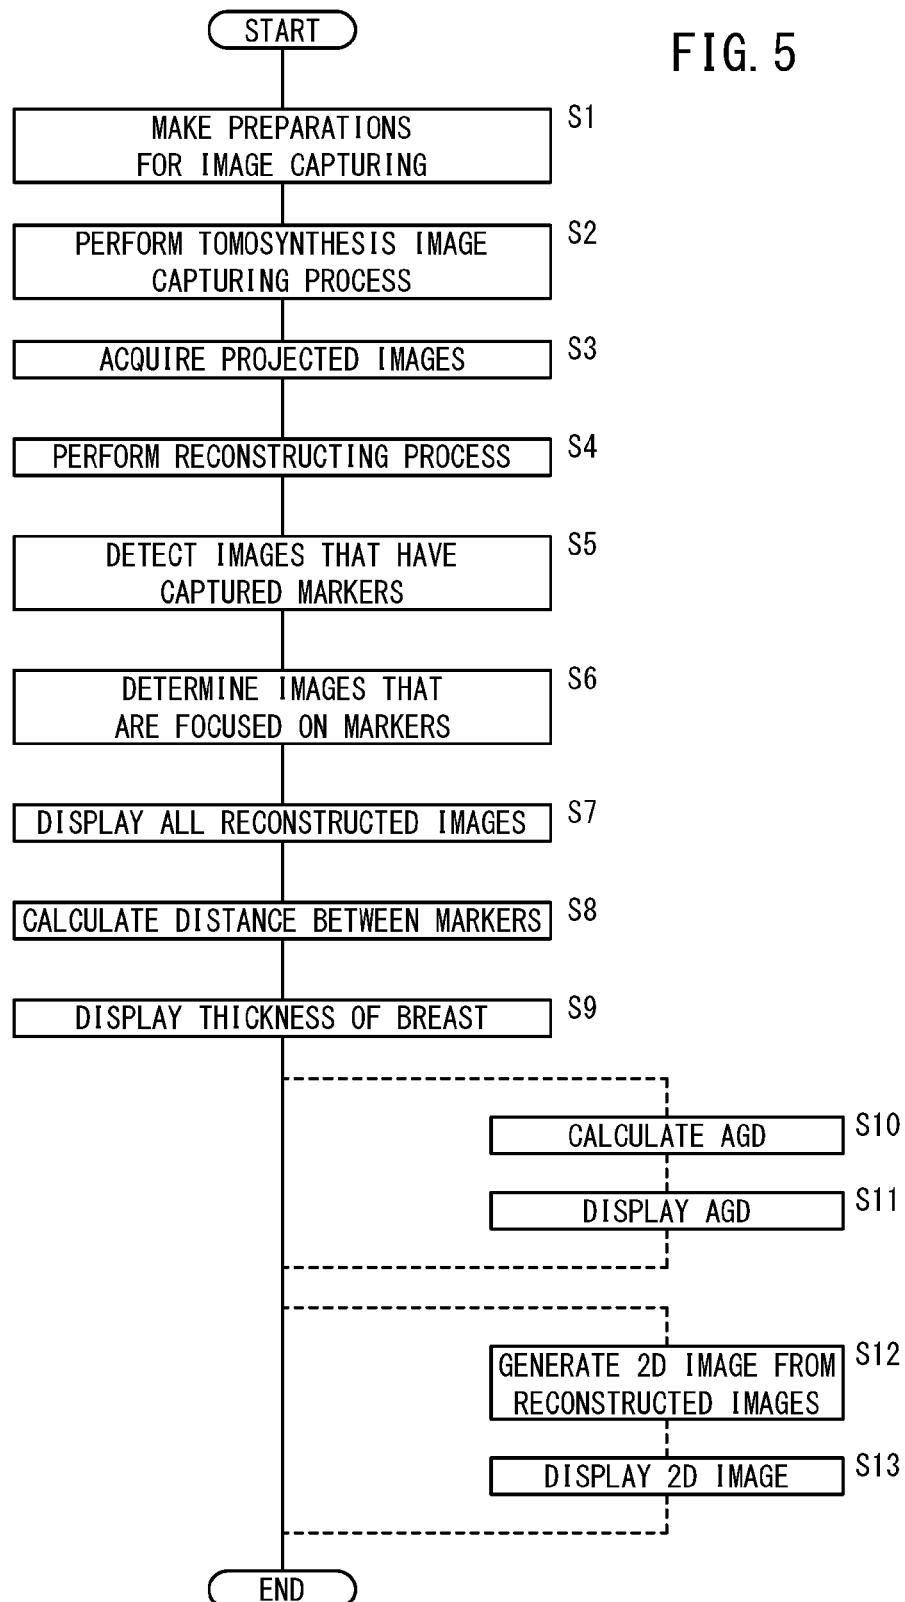 START
FIG. 5
MAKE PREPARATIONS
FOR IMAGE CAPTURING
S1
PERFORM TOMOSYNTHESIS IMAGE
CAPTURING PROCESS
S2
ACQUIRE PROJECTED IMAGES
S3
PERFORM RECONSTRUCTING PROCESS
S4
DETECT IMAGES THAT HAVE
CAPTURED MARKERS
S5
DETERMINE IMAGES THAT
ARE FOCUSED ON MARKERS
S6
DISPLAY ALL RECONSTRUCTED IMAGES
S7
CALCULATE DISTANCE BETWEEN MARKERS
S8
DISPLAY THICKNESS OF BREAST
S9
CALCULATE AGD
S10
DISPLAY AGD
S11
GENERATE 2D IMAGE FROM
RECONSTRUCTED IMAGES
S12
DISPLAY 2D IMAGE
S13
END